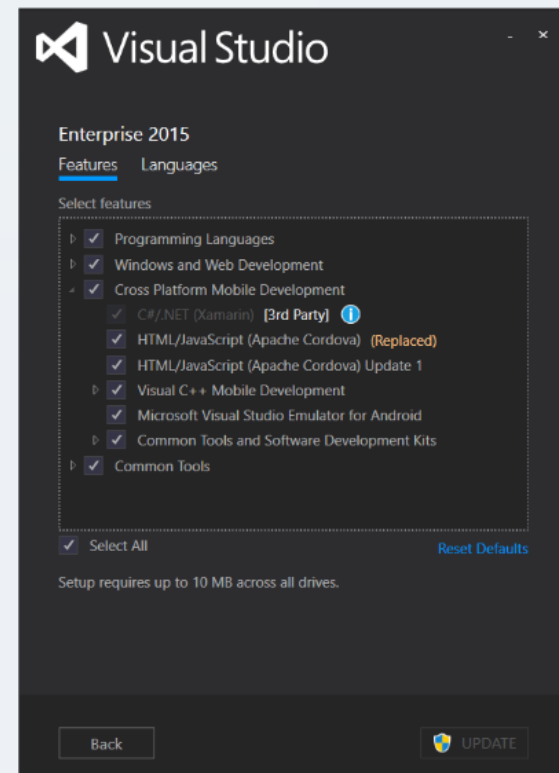 Visual Studio
Enterprise 2015
Features Languages
Select features
Programming Languages
Windows and Web Development
Cross Platform Mobile Development
C#/.NET (Xamarin) [3rd Party]
HTML/JavaScript (Apache Cordova) (Replaced)
HTML/JavaScript (Apache Cordova) Update 1
Visual C++ Mobile Development
Microsoft Visual Studio Emulator for Android
Common Tools and Software Development Kits
Common Tools
Select All Reset Defaults
Setup requires up to 10 MB across all drives.
Back UPDATE